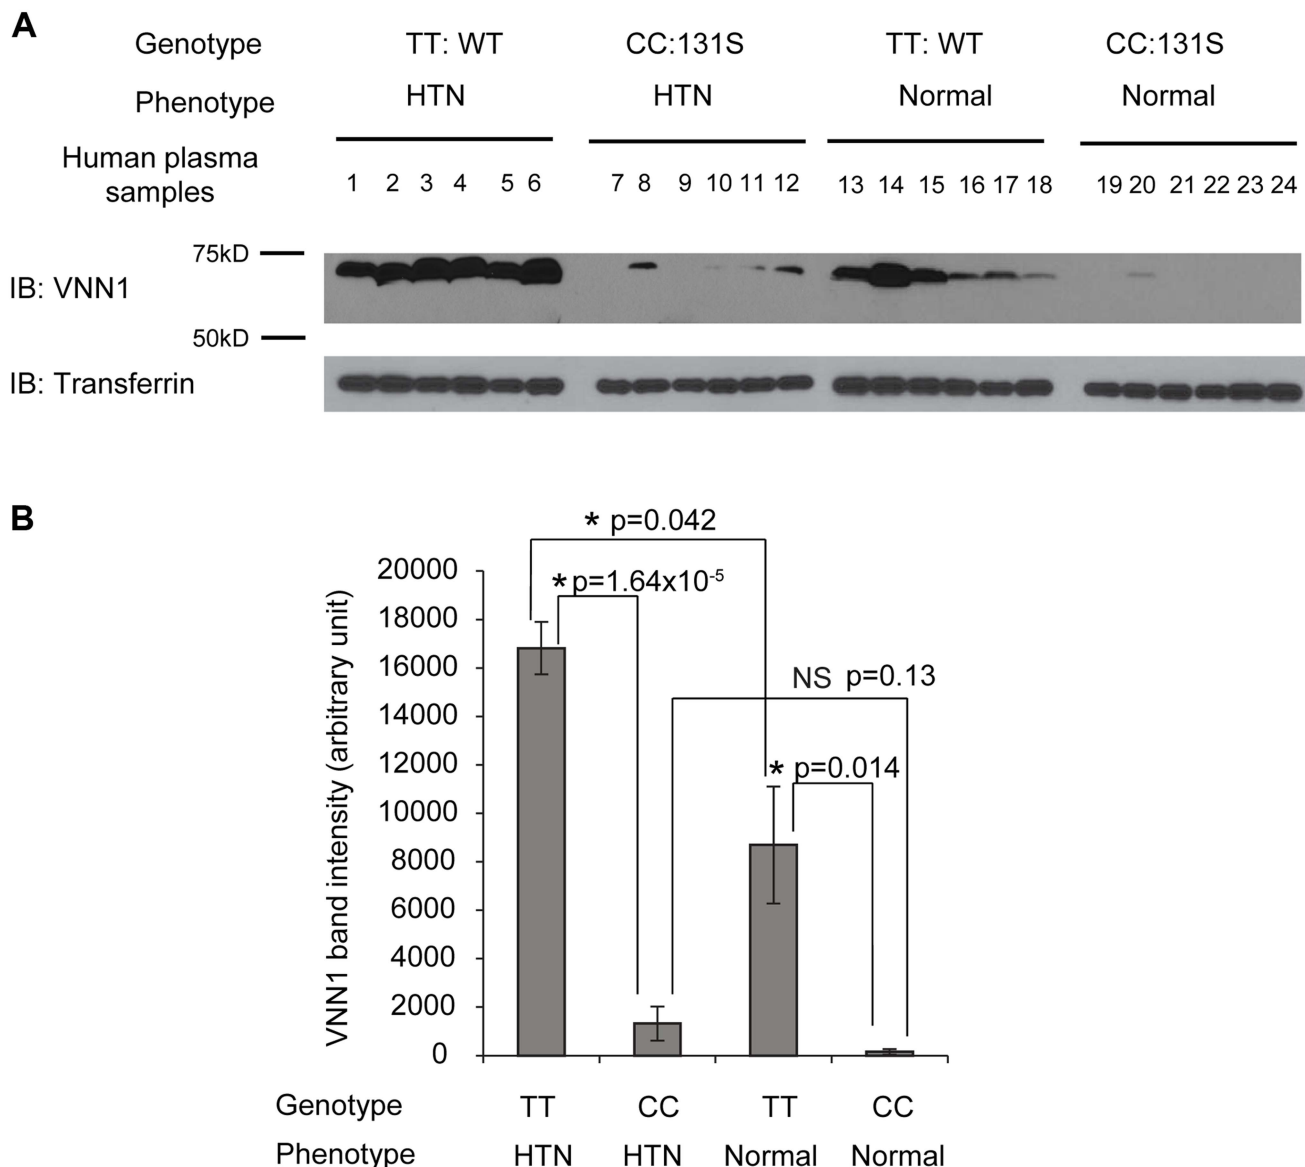 A
Genotype TT: WT CC:131S TT: WT CC:131S
Phenotype HTN HTN Normal Normal
Human plasma
samples
1 2 3 4 5 6 7 8 9 10 11 12 13 14 15 16 17 18 19 20 21 22 23 24
75kD
IB: VNN1
50kD
IB: Transferrin
B
* p=0.042
*p=1.64x10-5
NS p=0.13
* p=0.014
VNN1 band intensity (arbitrary unit)
20000
18000
16000
14000
12000
10000
8000
6000
4000
2000
0
Genotype TT CC TT CC
Phenotype HTN HTN Normal Normal